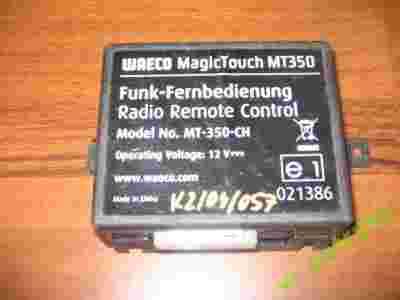 WAECO MagicTouch MT350
Funk-Fernbedienung
Radio Remote Control
Model No. MT-350-CH
Operating Voltage: 12 V
www.waeco.com
e 1
021386
Made in China
K2/04/057